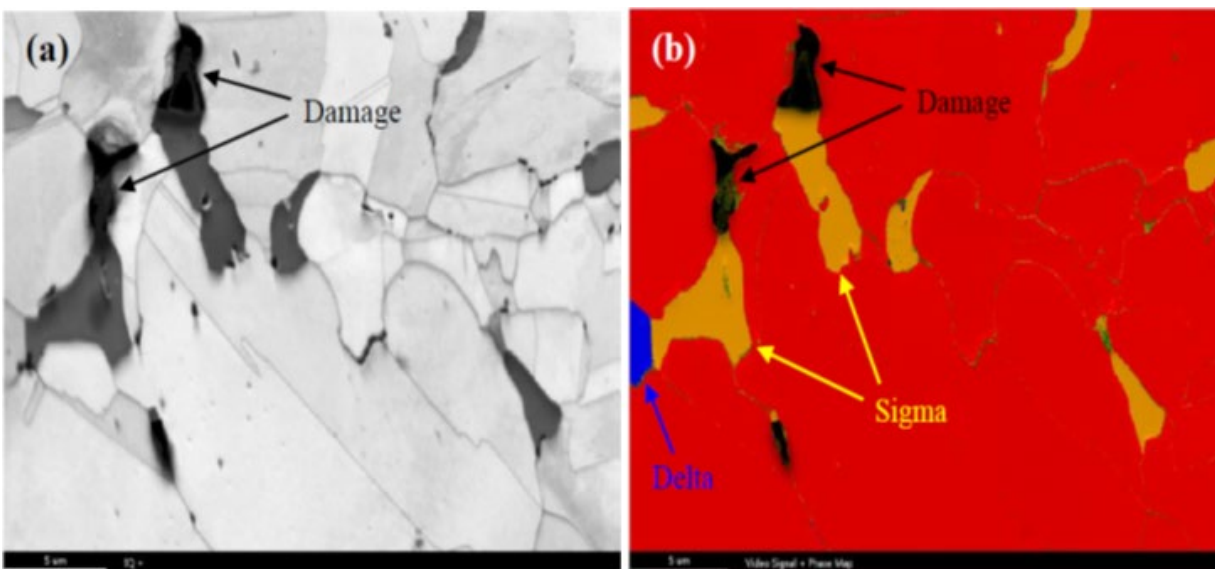 (a)
Damage
5 um
IQ +
(b)
Damage
Sigma
Delta
5 um
Video Signal + Phase Map